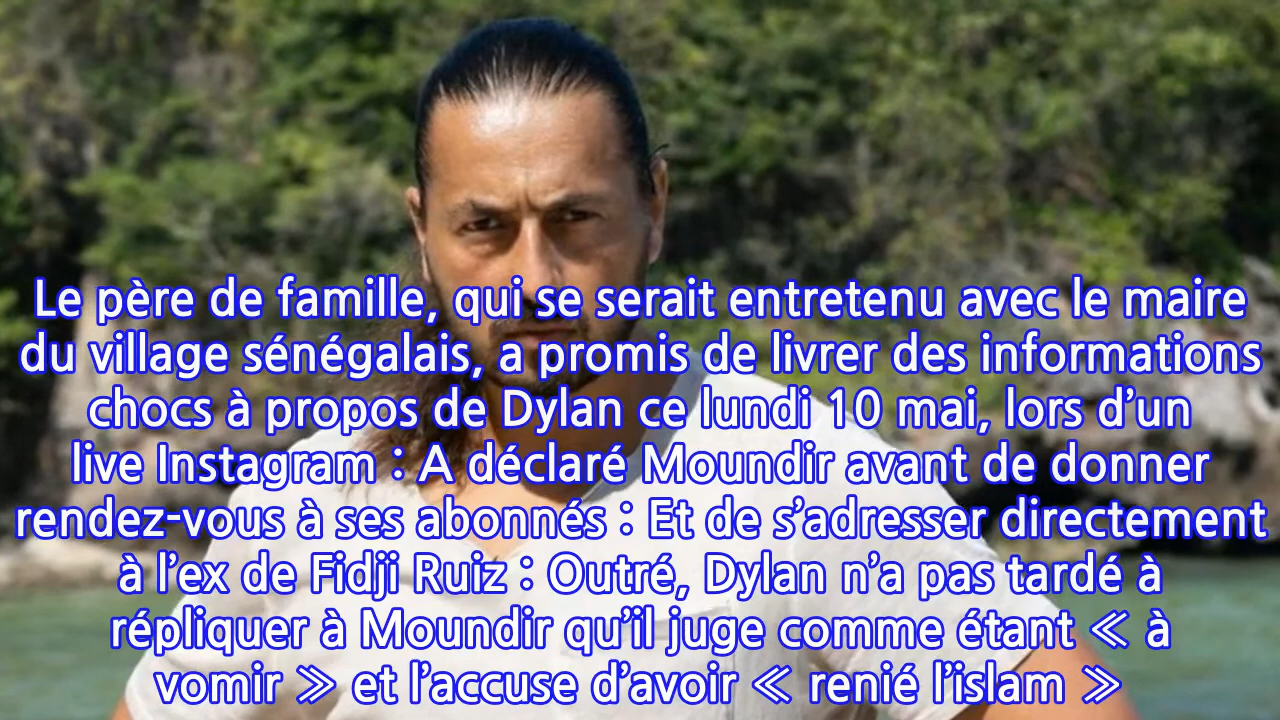 Le père de famille, qui se serait entretenu avec le maire
du village sénégalais, a promis de livrer des informations
chocs à propos de Dylan ce lundi 10 mai, lors d’un
live Instagram : A déclaré Moundir avant de donner
rendez-vous à ses abonnés : Et de s’adresser directement
à l’ex de Fidji Ruiz : Outré, Dylan n’a pas tardé à
répliquer à Moundir qu’il juge comme étant « à
vomir » et l’accuse d’avoir « renié l’islam »